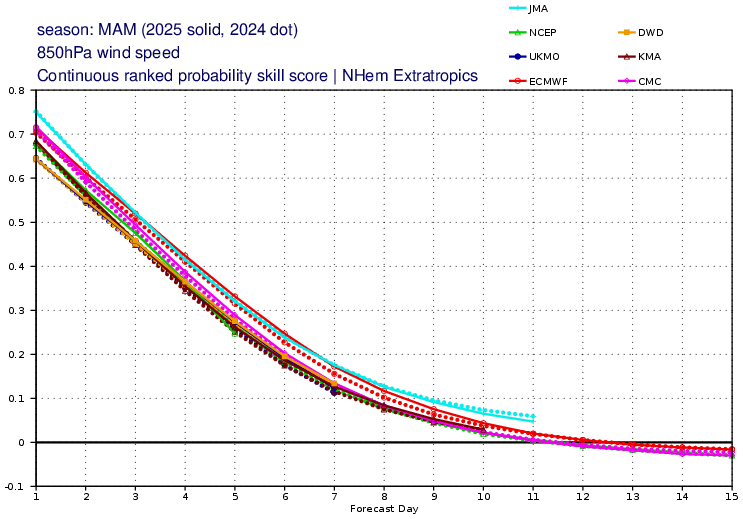 JMA
season: MAM (2025 solid, 2024 dot)
NCEP DWD
850hPa wind speed
UKMO KMA
Continuous ranked probability skill score | NHem Extratropics
ECMWF CMC
0.8
0.7
0.6
0.5
0.4
0.3
0.2
0.1
0
-0.1
1 2 3 4 5 6 7 8 9 10 11 12 13 14 15
Forecast Day